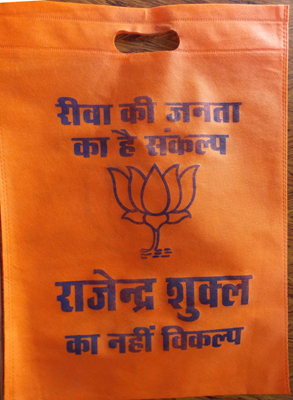 रीवा की जनता
का है संकल्प
राजेन्द्र शुक्ल
का नहीं विकल्प